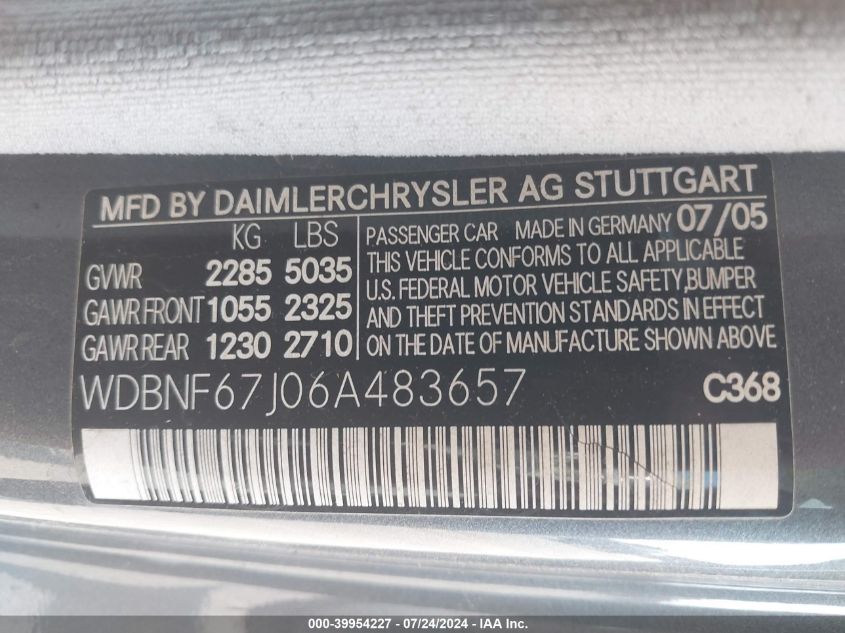 MFD BY DAIMLERCHRYSLER AG STUTTGART
KG LBS
GVWR 2285 5035
GAWR FRONT 1055 2325
GAWR REAR 1230 2710
PASSENGER CAR MADE IN GERMANY 07/05
THIS VEHICLE CONFORMS TO ALL APPLICABLE
U.S. FEDERAL MOTOR VEHICLE SAFETY,BUMPER
AND THEFT PREVENTION STANDARDS IN EFFECT
ON THE DATE OF MANUFACTURE SHOWN ABOVE
WDBNF67J06A483657 C368
000-39954227 - 07/24/2024 - IAA Inc.